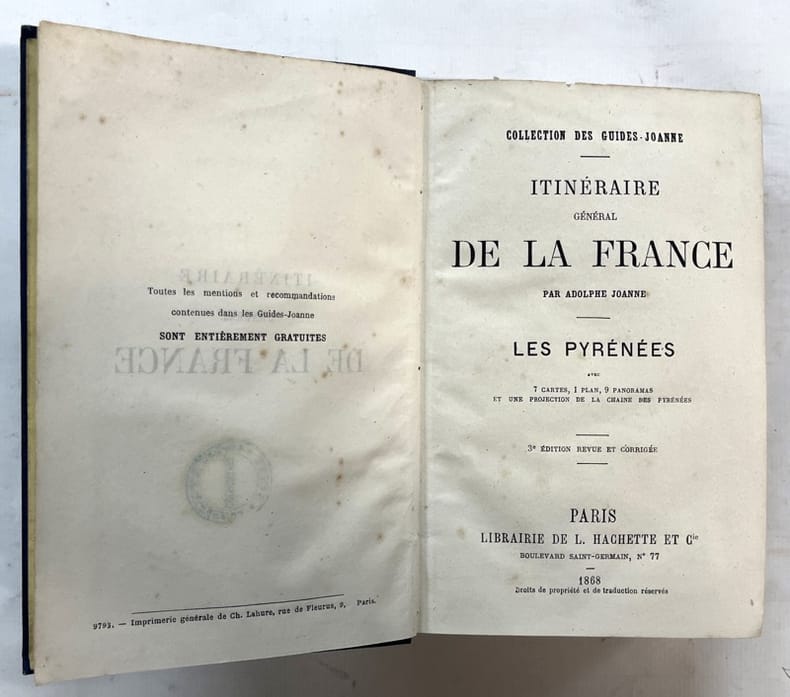 Toutes les mentions et recommandations
contenues dans les Guides-Joanne
SONT ENTIÈREMENT GRATUITES
9793. — Imprimerie générale de Ch. Lahure, rue de Fleurus, 9, Paris.
COLLECTION DES GUIDES-JOANNE
ITINÉRAIRE
GÉNÉRAL
DE LA FRANCE
PAR ADOLPHE JOANNE
LES PYRÉNÉES
AVEC
7 CARTES, 1 PLAN, 9 PANORAMAS
ET UNE PROJECTION DE LA CHAINE DES PYRÉNÉES
3e ÉDITION REVUE ET CORRIGÉE
PARIS
LIBRAIRIE DE L. HACHETTE ET Cie
BOULEVARD SAINT-GERMAIN, N° 77
1868
Droits de propriété et de traduction réservés